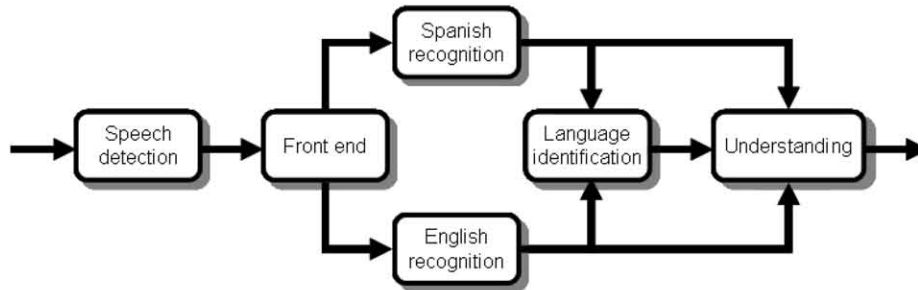 Spanish
recognition
Speech
detection
Front end
Language
identification
Understanding
English
recognition